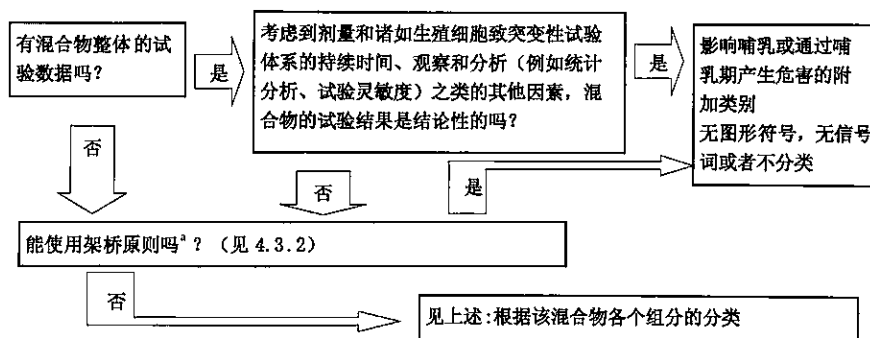 有混合物整体的试
验数据吗？
是
考虑到剂量和诸如生殖细胞致突变性试验
体系的持续时间、观察和分析（例如统计
分析、试验灵敏度）之类的其他因素，混
合物的试验结果是结论性的吗？
是
影响哺乳或通过哺
乳期产生危害的附
加类别
无图形符号，无信号
词或者不分类
否
否
是
能使用架桥原则吗ᵃ？（见 4.3.2）
否
见上述：根据该混合物各个组分的分类